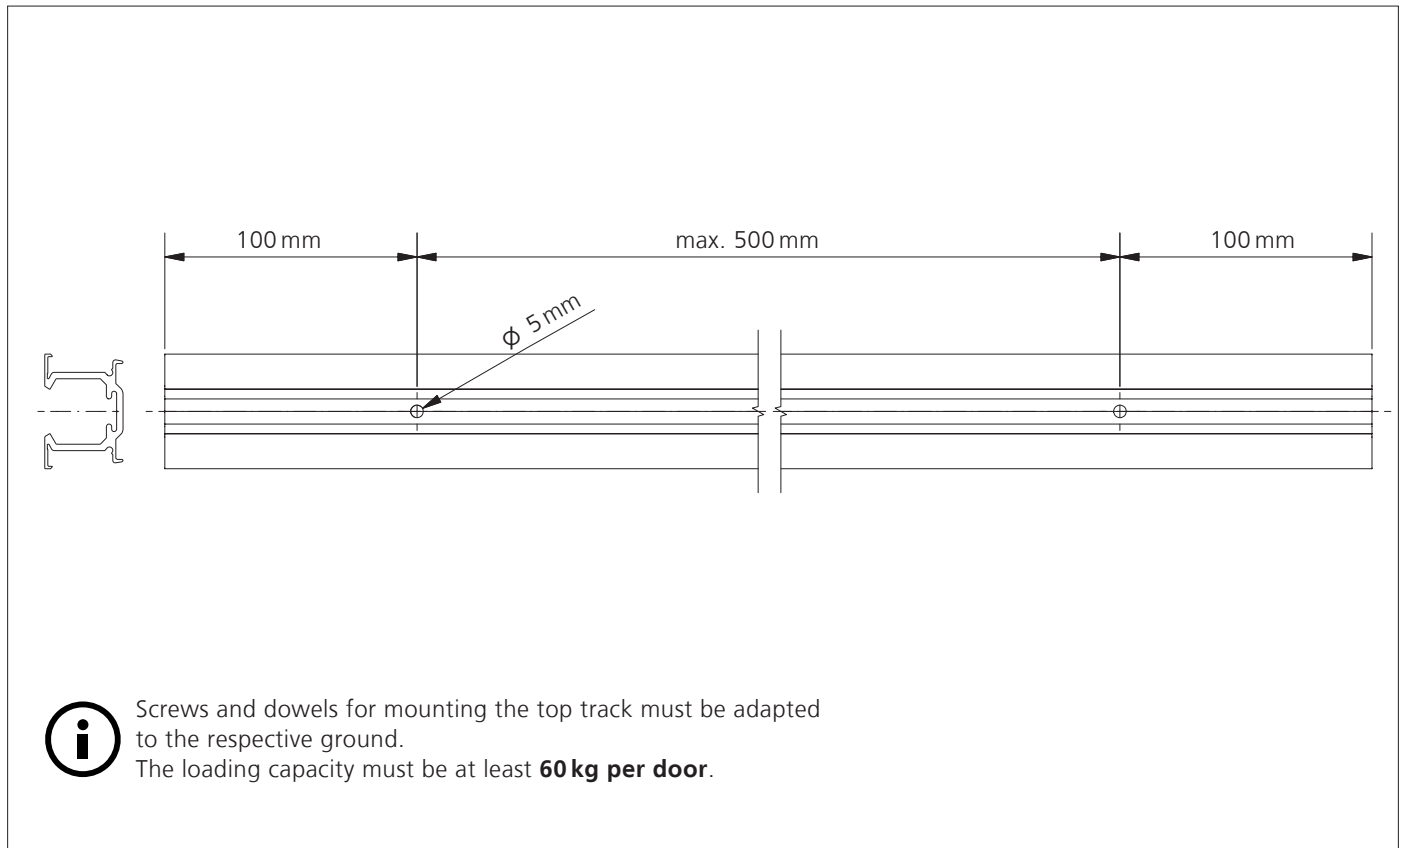 100 mm
max. 500 mm
100 mm
ϕ 5 mm
Screws and dowels for mounting the top track must be adapted
to the respective ground.
The loading capacity must be at least 60 kg per door.